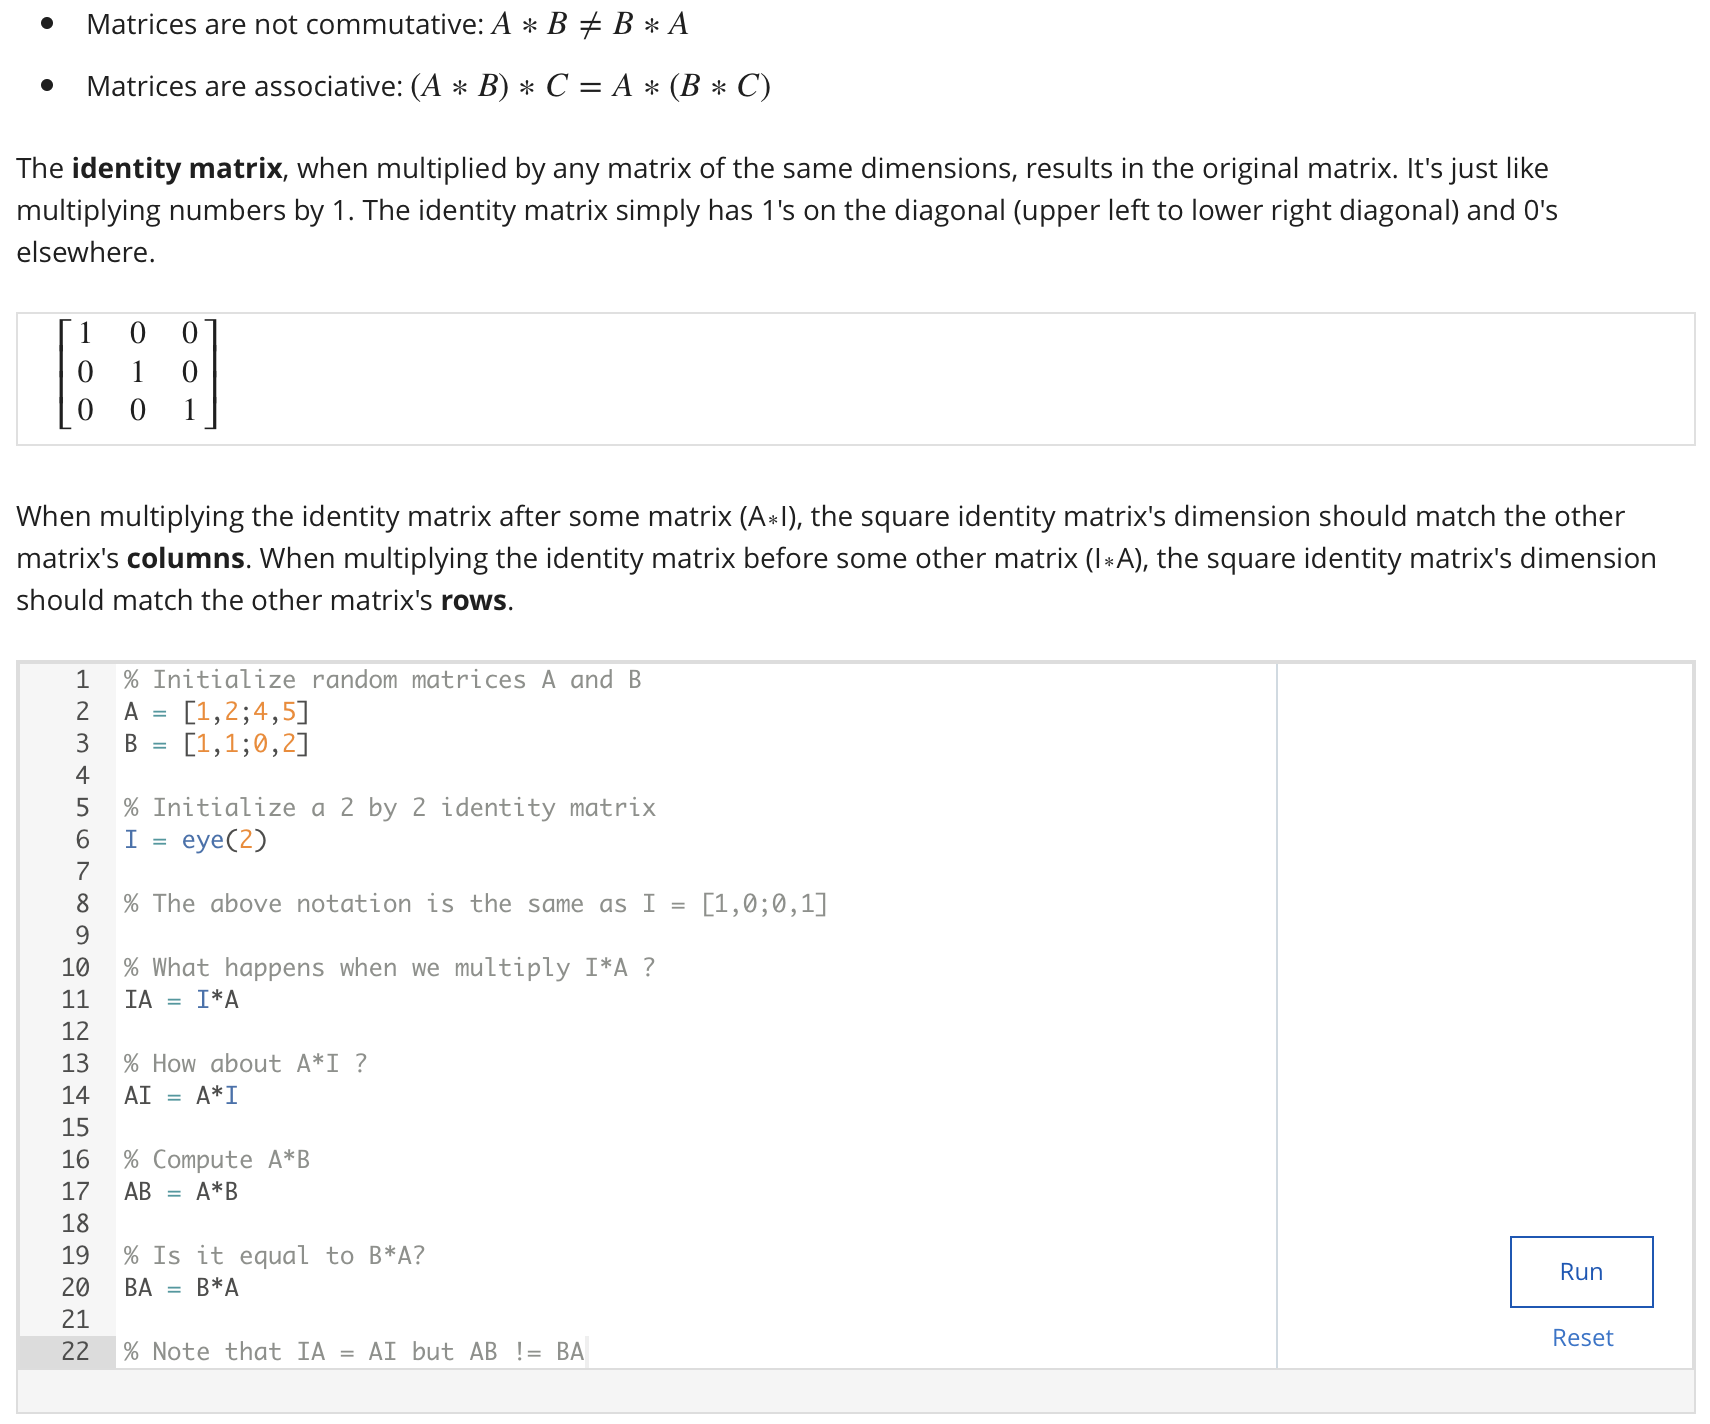 • Matrices are not commutative: A ∗ B ≠ B ∗ A
• Matrices are associative: (A ∗ B) ∗ C = A ∗ (B ∗ C)
The identity matrix, when multiplied by any matrix of the same dimensions, results in the original matrix. It's just like
multiplying numbers by 1. The identity matrix simply has 1's on the diagonal (upper left to lower right diagonal) and 0's
elsewhere.
1 0 0
0 1 0
0 0 1
When multiplying the identity matrix after some matrix (A∗I), the square identity matrix's dimension should match the other
matrix's columns. When multiplying the identity matrix before some other matrix (I∗A), the square identity matrix's dimension
should match the other matrix's rows.
1 % Initialize random matrices A and B
2 A = [1,2;4,5]
3 B = [1,1;0,2]
4
5 % Initialize a 2 by 2 identity matrix
6 I = eye(2)
7
8 % The above notation is the same as I = [1,0;0,1]
9
10 % What happens when we multiply I*A ?
11 IA = I*A
12
13 % How about A*I ?
14 AI = A*I
15
16 % Compute A*B
17 AB = A*B
18
19 % Is it equal to B*A?
20 BA = B*A
21
22 % Note that IA = AI but AB != BA
Run
Reset